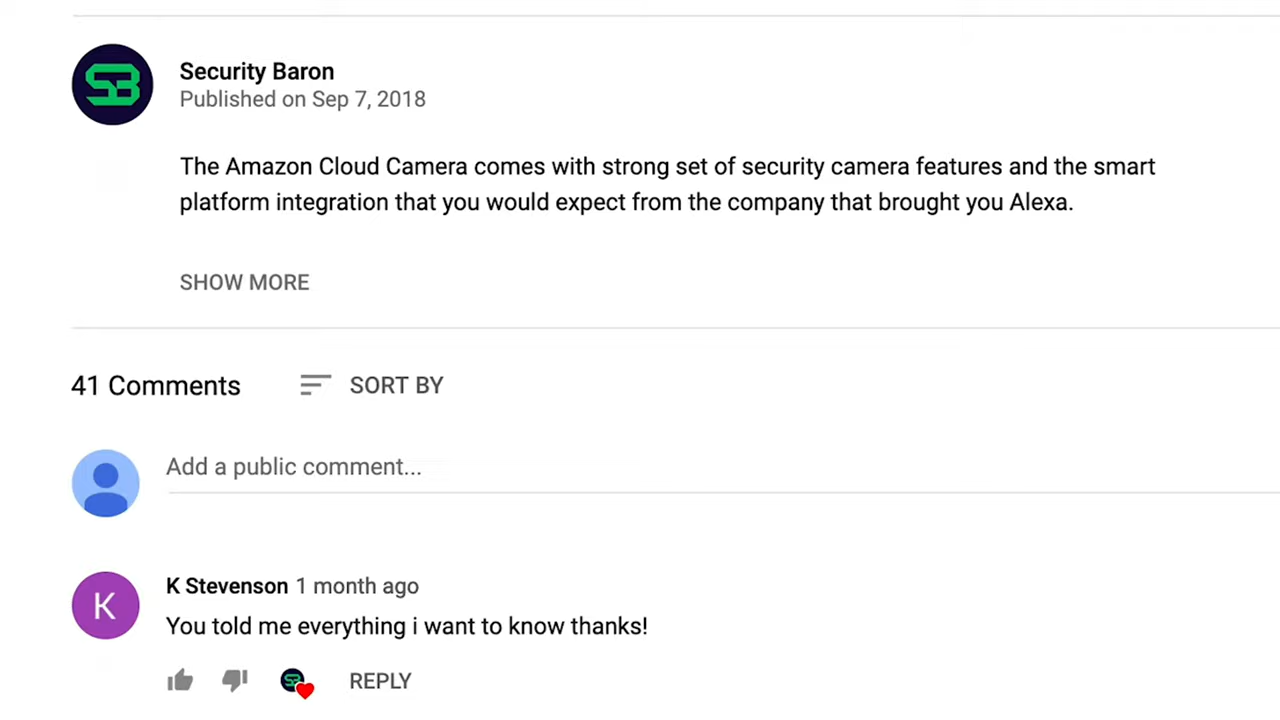 SB
Security Baron
Published on Sep 7, 2018
The Amazon Cloud Camera comes with strong set of security camera features and the smart
platform integration that you would expect from the company that brought you Alexa.
SHOW MORE
41 Comments SORT BY
Add a public comment...
K
K Stevenson 1 month ago
You told me everything i want to know thanks!
SB REPLY